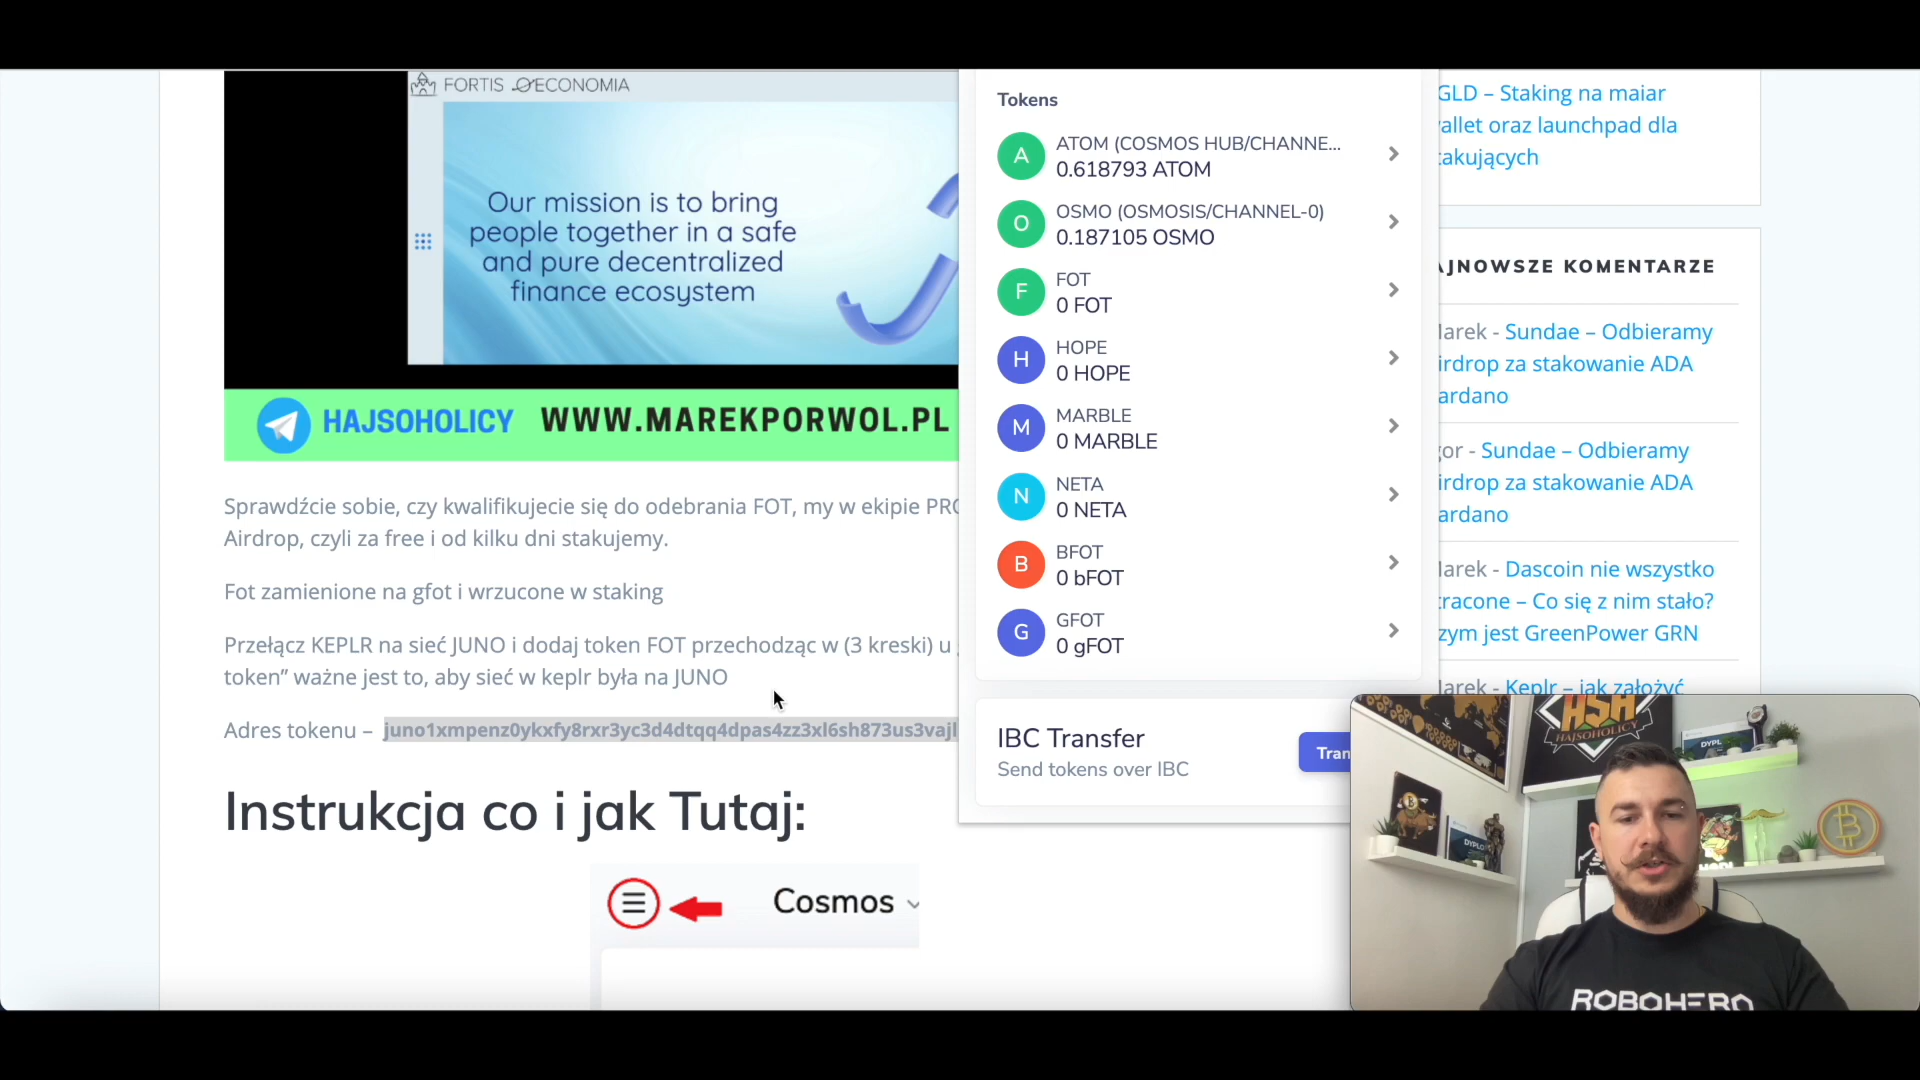 FORTIS ŒCONOMIA
Our mission is to bring
people together in a safe
and pure decentralized
finance ecosystem
HAJSOHOLICY WWW.MAREKPORWOL.PL
Sprawdźcie sobie, czy kwalifikujecie się do odebrania FOT, my w ekipie
Airdrop, czyli za free i od kilku dni stakujemy.
Fot zamienione na gfot i wrzucone w staking
Przełącz KEPLR na sieć JUNO i dodaj token FOT przechodząc w (3 kreski) u
token” ważne jest to, aby sieć w keplr była na JUNO
Adres tokenu – juno1xmpenz0ykxfy8rxr3yc3d4dtqq4dpas4zz3xl6sh873us3vajl
Instrukcja co i jak Tutaj:
Cosmos
Tokens
A
ATOM (COSMOS HUB/CHANNE...
0.618793 ATOM
O
OSMO (OSMOSIS/CHANNEL-0)
0.187105 OSMO
F
FOT
0 FOT
H
HOPE
0 HOPE
M
MARBLE
0 MARBLE
N
NETA
0 NETA
B
BFOT
0 bFOT
G
GFOT
0 gFOT
IBC Transfer
Send tokens over IBC
Tran
GLD – Staking na maiar
allet oraz launchpad dla
takujących
AJNOWSZE KOMENTARZE
arek - Sundae – Odbieramy
irdrop za stakowanie ADA
ardano
gor - Sundae – Odbieramy
irdrop za stakowanie ADA
ardano
arek - Dascoin nie wszystko
tracone – Co się z nim stało?
zym jest GreenPower GRN
arek - Keplr – jak założyć
HSH
HAJSOHOLICY
DYPL
DYPLO
ROBOHERO